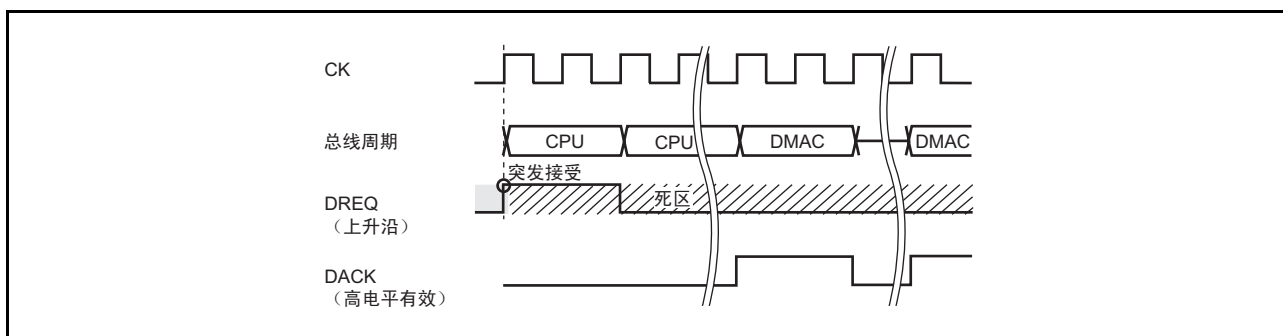 CK
总线周期 CPU CPU DMAC DMAC
突发接受
DREQ 死区
（上升沿）
DACK
（高电平有效）